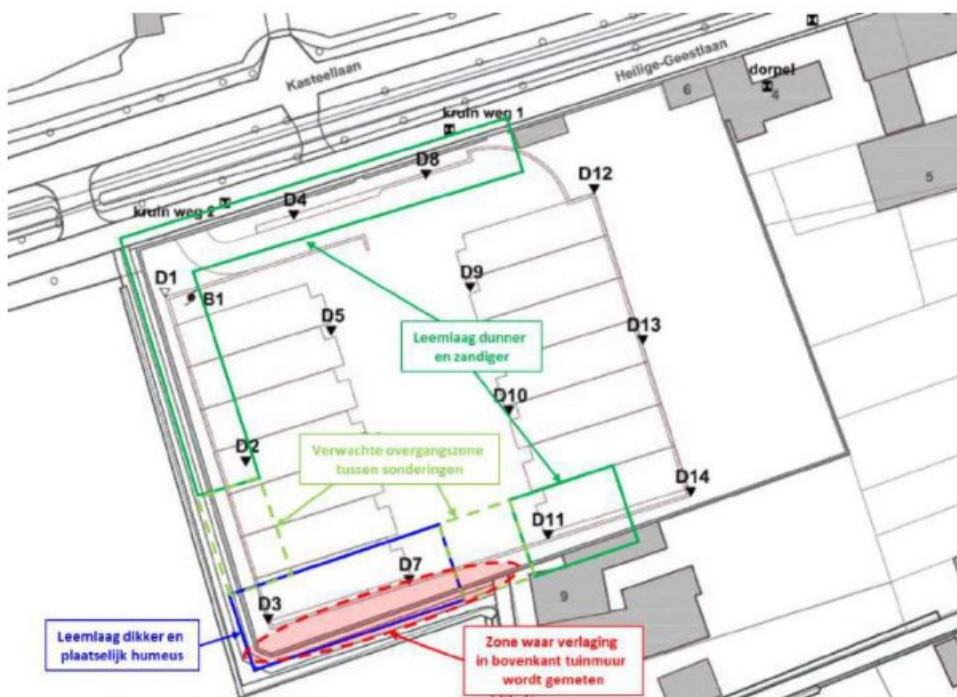 Kasteellaan
Heilige-Geestlaan
dorpel
6
4
kruin weg 1
5
D8
D12
D4
kruin weg 2
D1
B1
D9
D5
Leemlaag dunner
en zandiger
D13
D10
D2
Verwachte overgangszone
tussen sonderingen
D14
D11
D7
9
D3
Leemlaag dikker en
plaatselijk humeus
Zone waar verlaging
in bovenkant tuinmuur
wordt gemeten